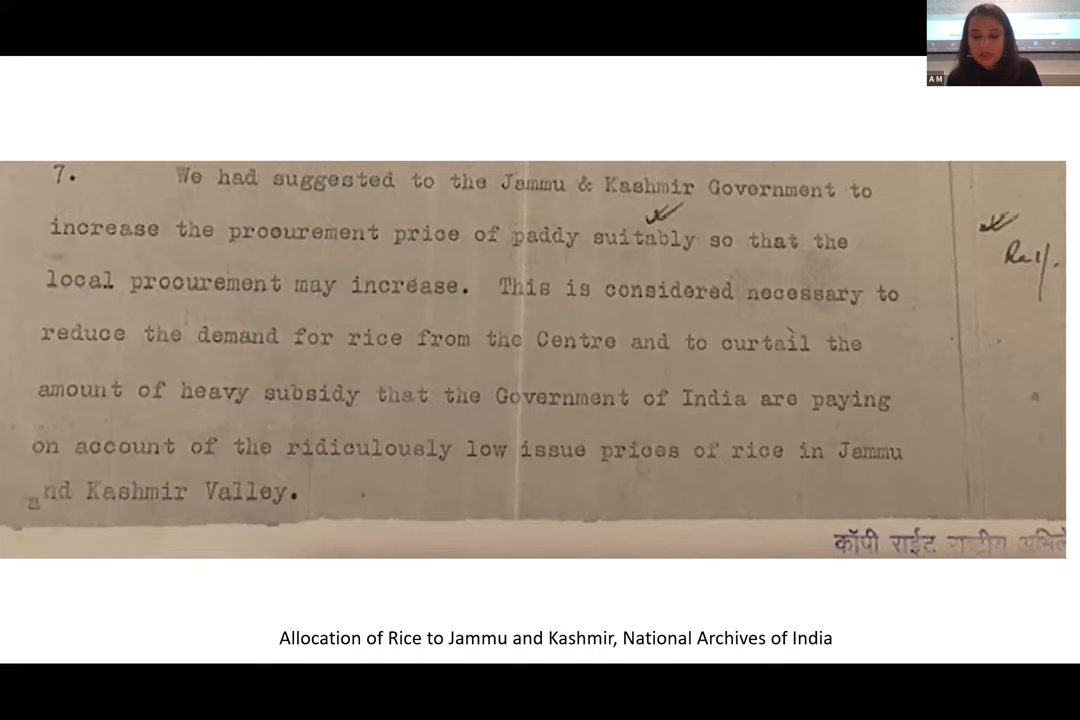 AM
7. We had suggested to the Jammu & Kashmir Government to
increase the procurement price of paddy suitably so that the
local procurement may increase. This is considered necessary to
reduce the demand for rice from the Centre and to curtail the
amount of heavy subsidy that the Government of India are paying
on account of the ridiculously low issue prices of rice in Jammu
and Kashmir Valley.
कॉपी राईट राष्ट्रीय
Allocation of Rice to Jammu and Kashmir, National Archives of India